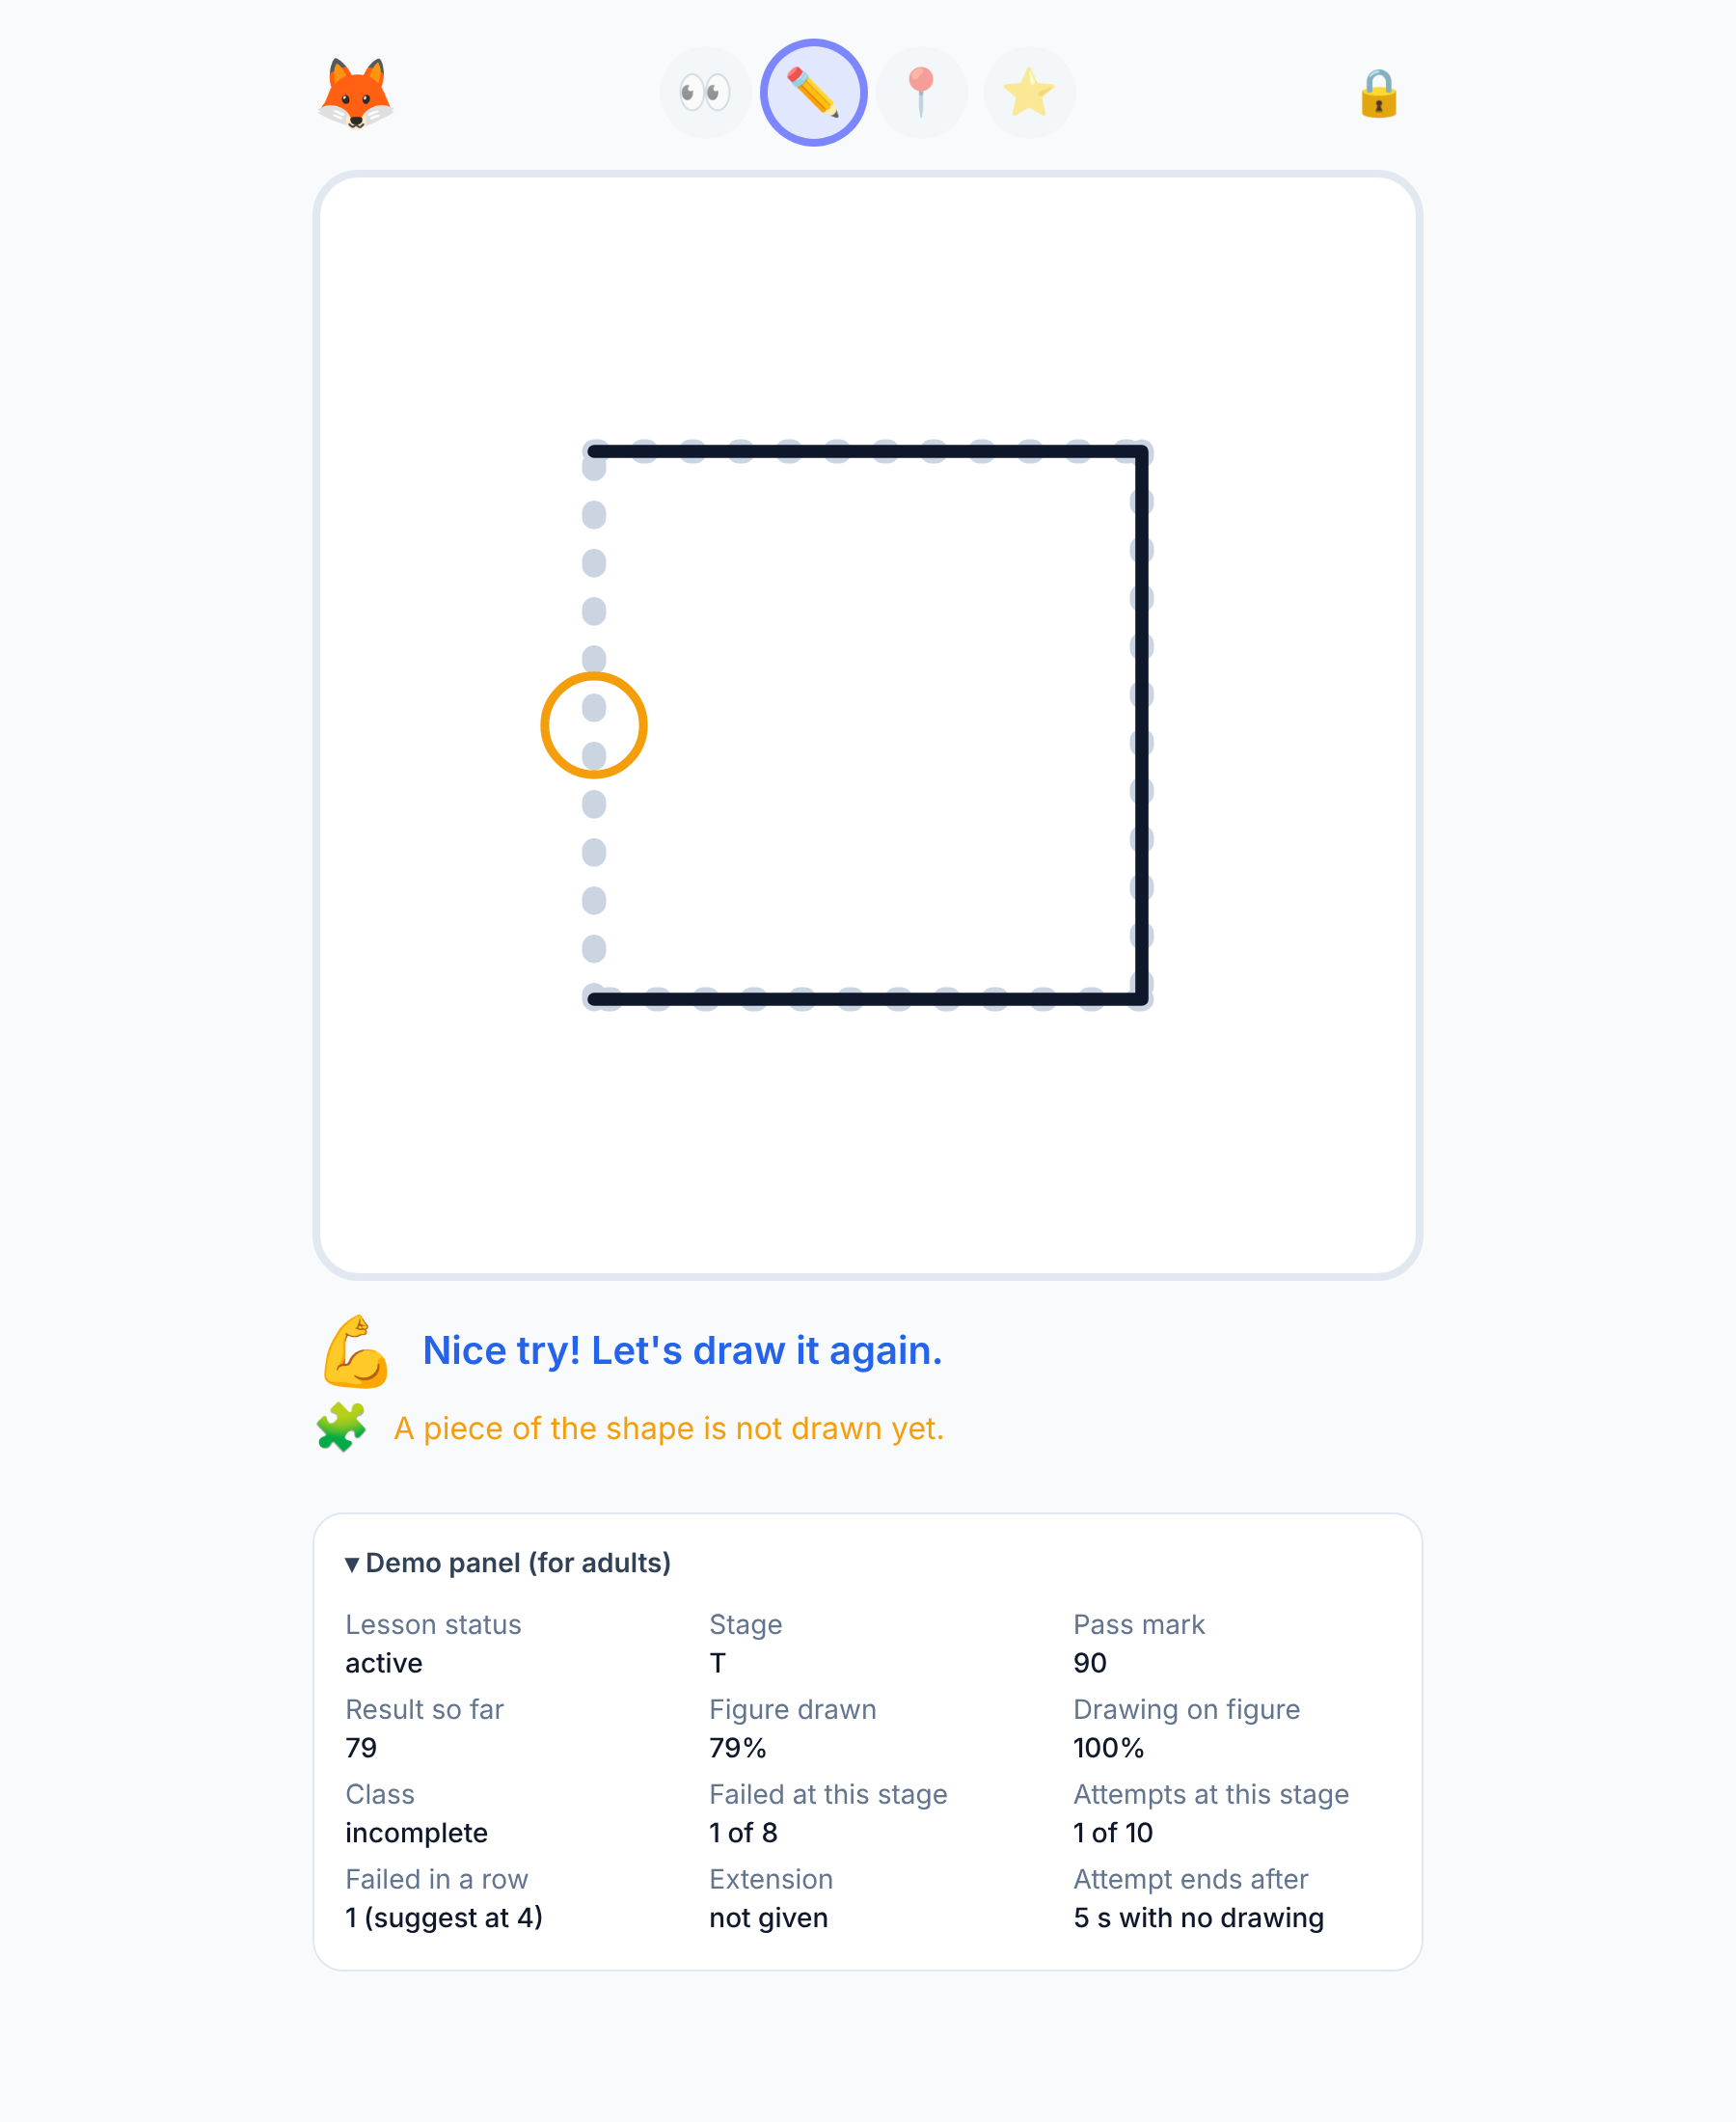 Nice try! Let's draw it again.
A piece of the shape is not drawn yet.
▾ Demo panel (for adults)
Lesson status Stage Pass mark
active T 90
Result so far Figure drawn Drawing on figure
79 79% 100%
Class Failed at this stage Attempts at this stage
incomplete 1 of 8 1 of 10
Failed in a row Extension Attempt ends after
1 (suggest at 4) not given 5 s with no drawing